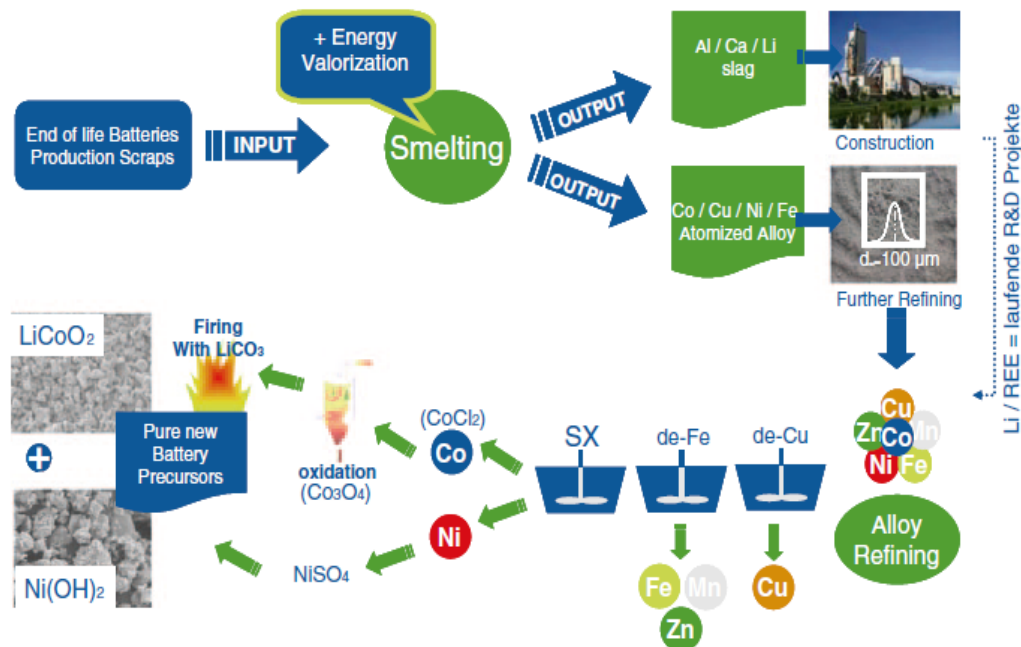 + Energy
Valorization
End of life Batteries
Production Scraps
INPUT
Smelting
OUTPUT
OUTPUT
Al / Ca / Li
slag
Construction
Co / Cu / Ni / Fe
Atomized Alloy
100 µm
Further Refining
Li / REE = laufende R&D Projekte
Cu
Zn
Co
Mn
Ni
Fe
Alloy
Refining
de-Cu
Cu
de-Fe
Fe
Mn
Zn
SX
(CoCl₂)
Co
Ni
oxidation
(Co₃O₄)
NiSO₄
Firing
With LiCO₃
Pure new
Battery
Precursors
LiCoO₂
+
Ni(OH)₂